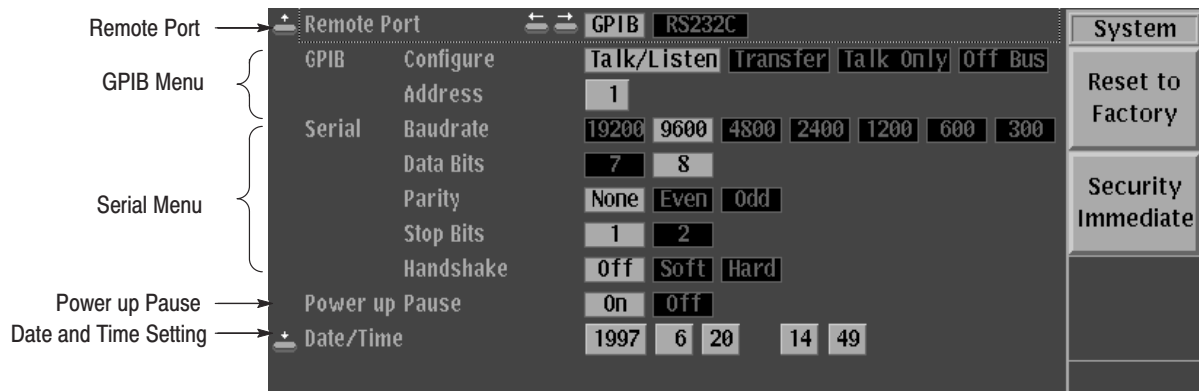 Remote Port Remote Port GPIB RS232C System
GPIB Menu GPIB Configure Talk/Listen Transfer Talk Only Off Bus
Address 1 Reset to Factory
Serial Menu Serial Baudrate 19200 9600 4800 2400 1200 600 300
Data Bits 7 8 Security Immediate
Parity None Even Odd
Stop Bits 1 2
Handshake Off Soft Hard
Power up Pause Power up Pause On Off
Date and Time Setting Date/Time 1997 6 20 14 49